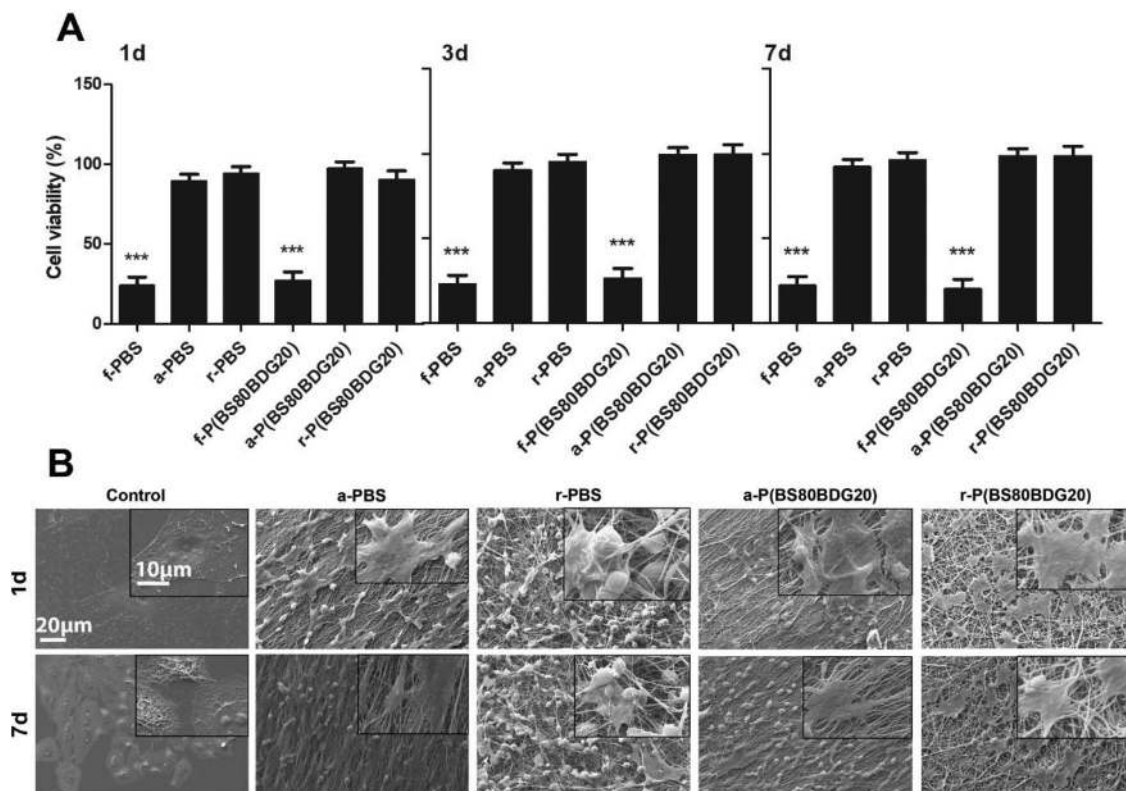 A
1d 3d 7d
150
100
50
0
Cell viability (%)
*** *** *** *** *** ***
f-PBS a-PBS r-PBS f-P(BS80BDG20) a-P(BS80BDG20) r-P(BS80BDG20) f-PBS a-PBS r-PBS f-P(BS80BDG20) a-P(BS80BDG20) r-P(BS80BDG20) f-PBS a-PBS r-PBS f-P(BS80BDG20) a-P(BS80BDG20) r-P(BS80BDG20)
B
Control a-PBS r-PBS a-P(BS80BDG20) r-P(BS80BDG20)
1d
10µm
20µm
7d